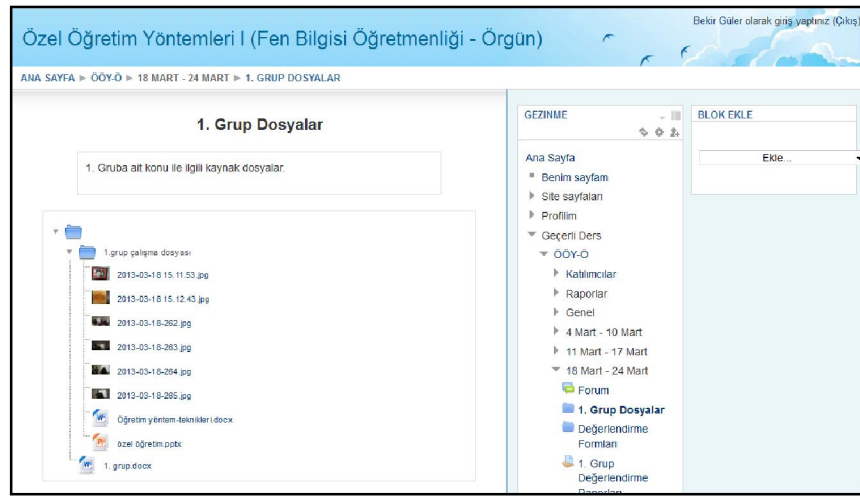 Bekir Güler olarak giriş yaptınız (Çıkış)
Özel Öğretim Yöntemleri I (Fen Bilgisi Öğretmenliği - Örgün)
ANA SAYFA ► ÖÖY-Ö ► 18 MART - 24 MART ► 1. GRUP DOSYALAR
1. Grup Dosyalar
1. Gruba ait konu ile ilgili kaynak dosyalar.
1.grup çalışma dosyası
2013-03-18 15.11.53.jpg
2013-03-18 15.12.43.jpg
2013-03-18-262.jpg
2013-03-18-263.jpg
2013-03-18-264.jpg
2013-03-18-265.jpg
Öğretim yöntem-teknikleri.docx
özel öğretim.pptx
1. grup.docx
GEZINME
Ana Sayfa
Benim sayfam
Site sayfaları
Profilim
Geçerli Ders
ÖÖY-Ö
Katılımcılar
Raporlar
Genel
4 Mart - 10 Mart
11 Mart - 17 Mart
18 Mart - 24 Mart
Forum
1. Grup Dosyalar
Değerlendirme
Formları
1. Grup
Değerlendirme
Raporları
BLOK EKLE
Ekle...